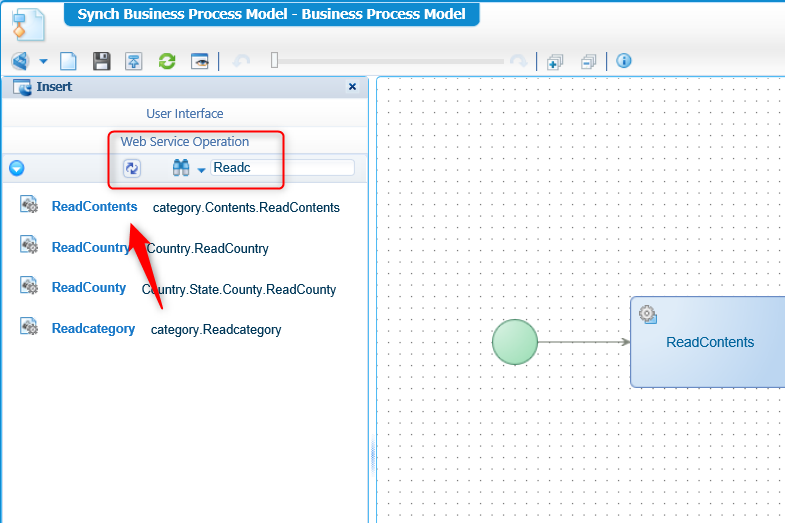 Synch Business Process Model - Business Process Model
Insert
User Interface
Web Service Operation
Readc
ReadContents category.Contents.ReadContents
ReadCountry Country.ReadCountry
ReadCounty Country.State.County.ReadCounty
Readcategory category.Readcategory
ReadContents